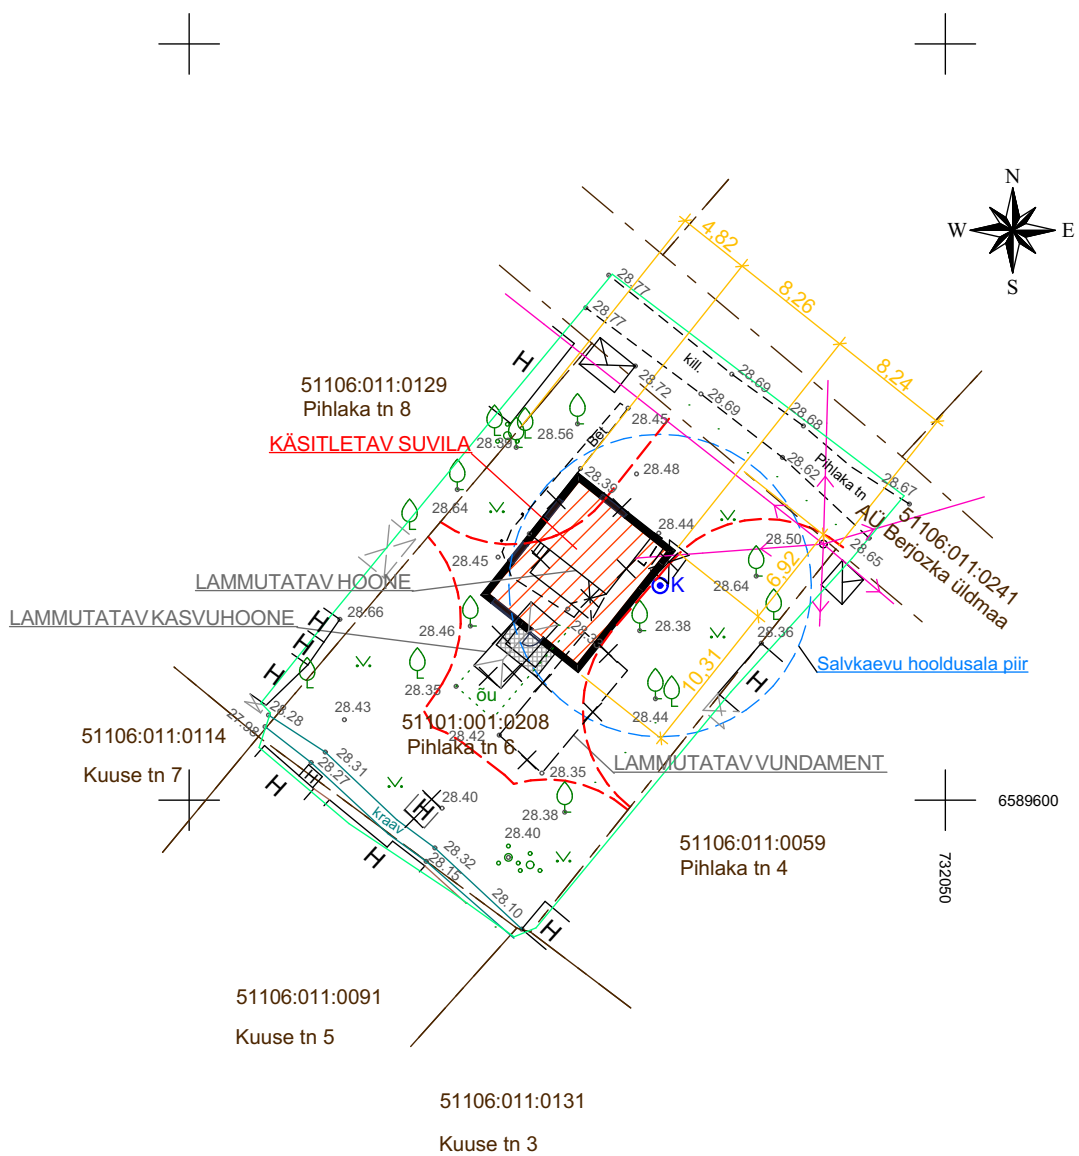 N
W
E
S
4,82
8,26
8,24
28.77
28.77
kill.
28.69
28.69
28.72
28.68
28.62
Pihlaka tn
28.67
28.65
51106:011:0241
AÜ Berjozka üldmaa
51106:011:0129
Pihlaka tn 8
KÄSITLETAV SUVILA
28.39
28.56
28.45
Bet
28.48
28.39
28.64
28.44
28.50
28.45
28.64
6,92
K
LAMMUTATAV HOONE
LAMMUTATAV KASVUHOONE
28.66
28.46
28.38
28.36
10,31
Salvkaevu hooldusala piir
28.35
õu
28.44
28.28
27.98
28.43
51101:001:0208
Pihlaka tn 6
28.42
51106:011:0114
Kuuse tn 7
28.31
28.27
28.35
LAMMUTATAV VUNDAMENT
28.40
28.38
28.40
kraav
H
H
H
H
H
H
H
H
H
28.32
28.15
28.10
6589600
732050
51106:011:0059
Pihlaka tn 4
51106:011:0091
Kuuse tn 5
51106:011:0131
Kuuse tn 3